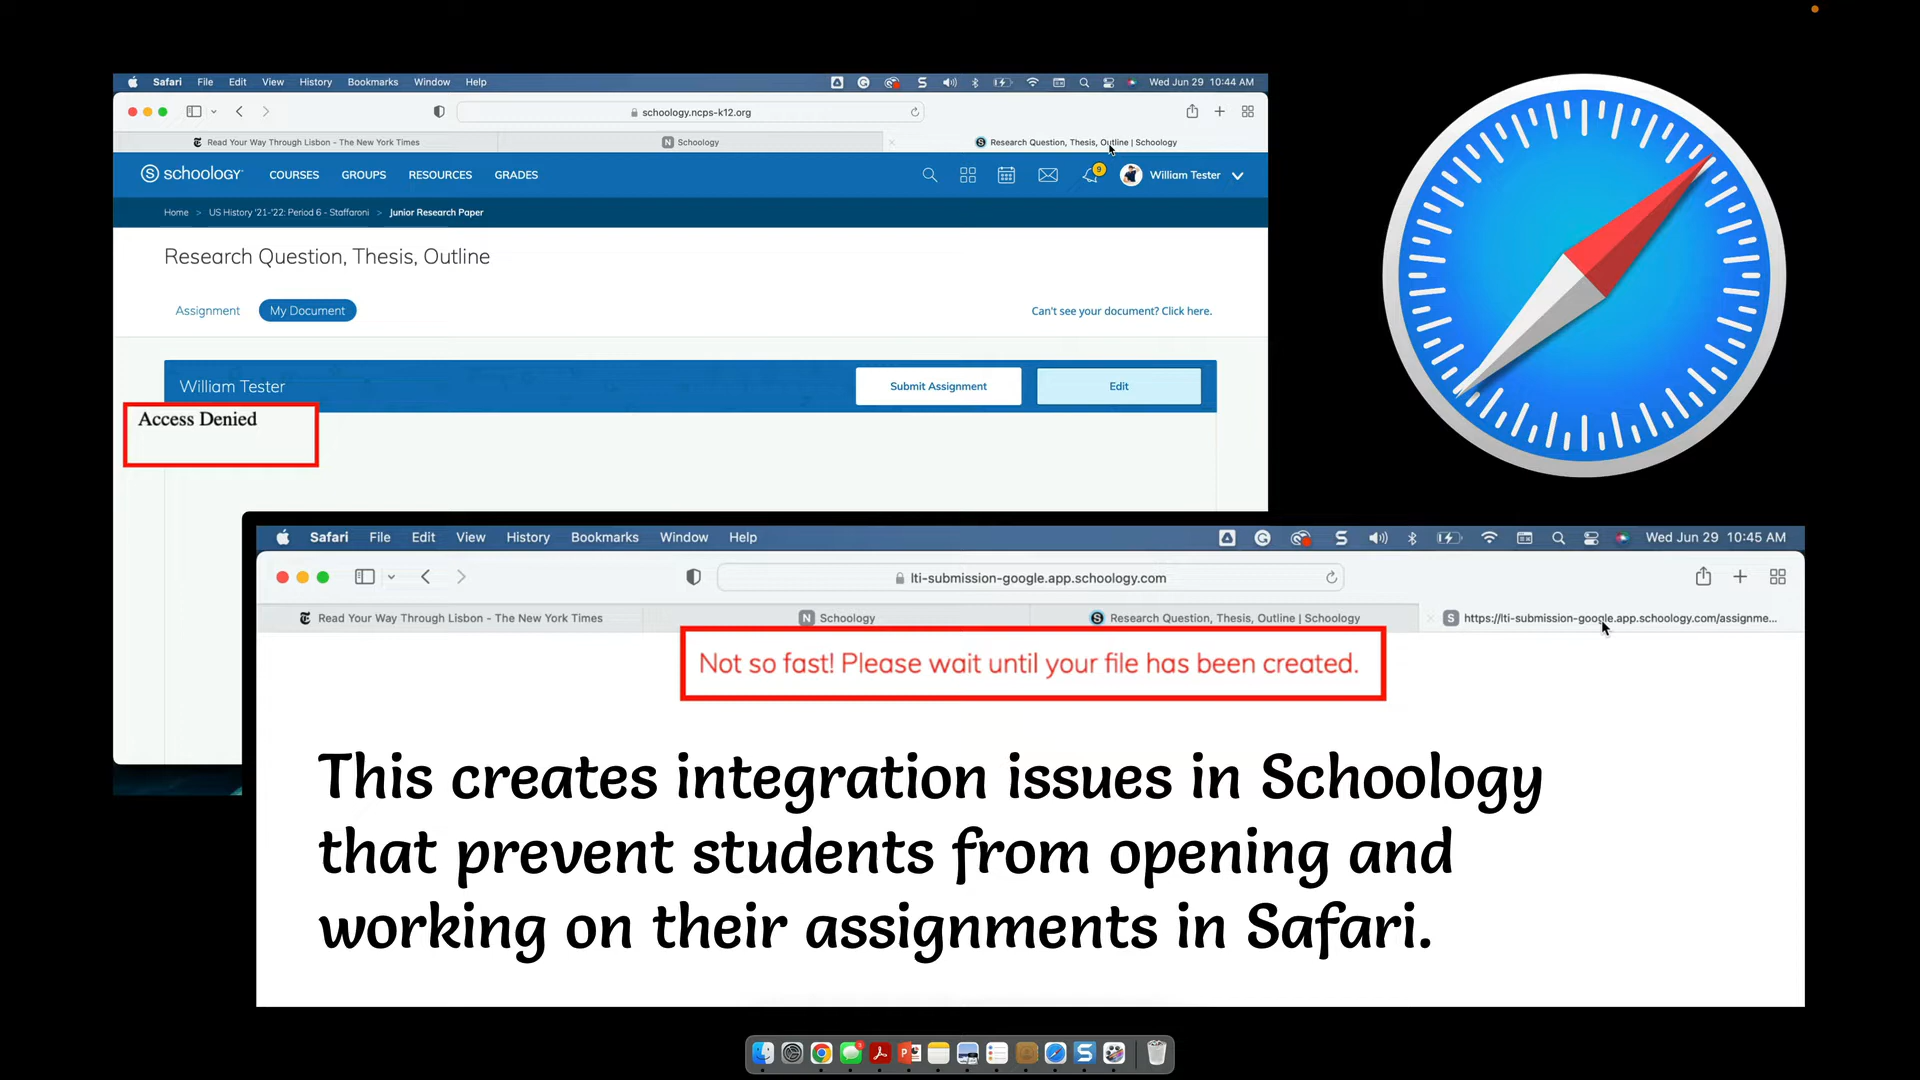 Safari File Edit View History Bookmarks Window Help Wed Jun 29 10:44 AM
schoology.ncps-k12.org
Read Your Way Through Lisbon - The New York Times
N Schoology
S Research Question, Thesis, Outline | Schoology
S schoology COURSES GROUPS RESOURCES GRADES 9 William Tester
Home > US History '21-'22: Period 6 - Staffaroni > Junior Research Paper
Research Question, Thesis, Outline
Assignment My Document Can't see your document? Click here.
William Tester Submit Assignment Edit
Access Denied
Safari File Edit View History Bookmarks Window Help Wed Jun 29 10:45 AM
lti-submission-google.app.schoology.com
Read Your Way Through Lisbon - The New York Times
N Schoology
S Research Question, Thesis, Outline | Schoology
S https://lti-submission-google.app.schoology.com/assignme...
Not so fast! Please wait until your file has been created.
This creates integration issues in Schoology
that prevent students from opening and
working on their assignments in Safari.